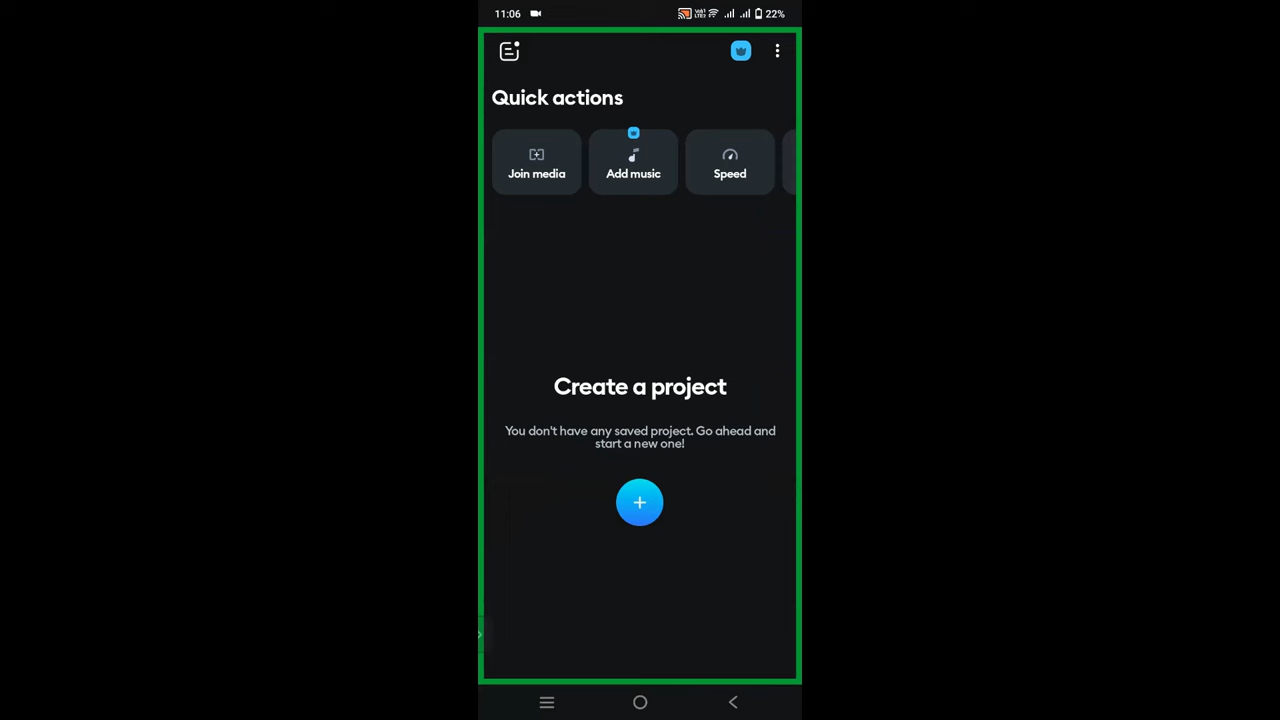 11:06 22%
Quick actions
Join media Add music Speed
Create a project
You don't have any saved project. Go ahead and
start a new one!